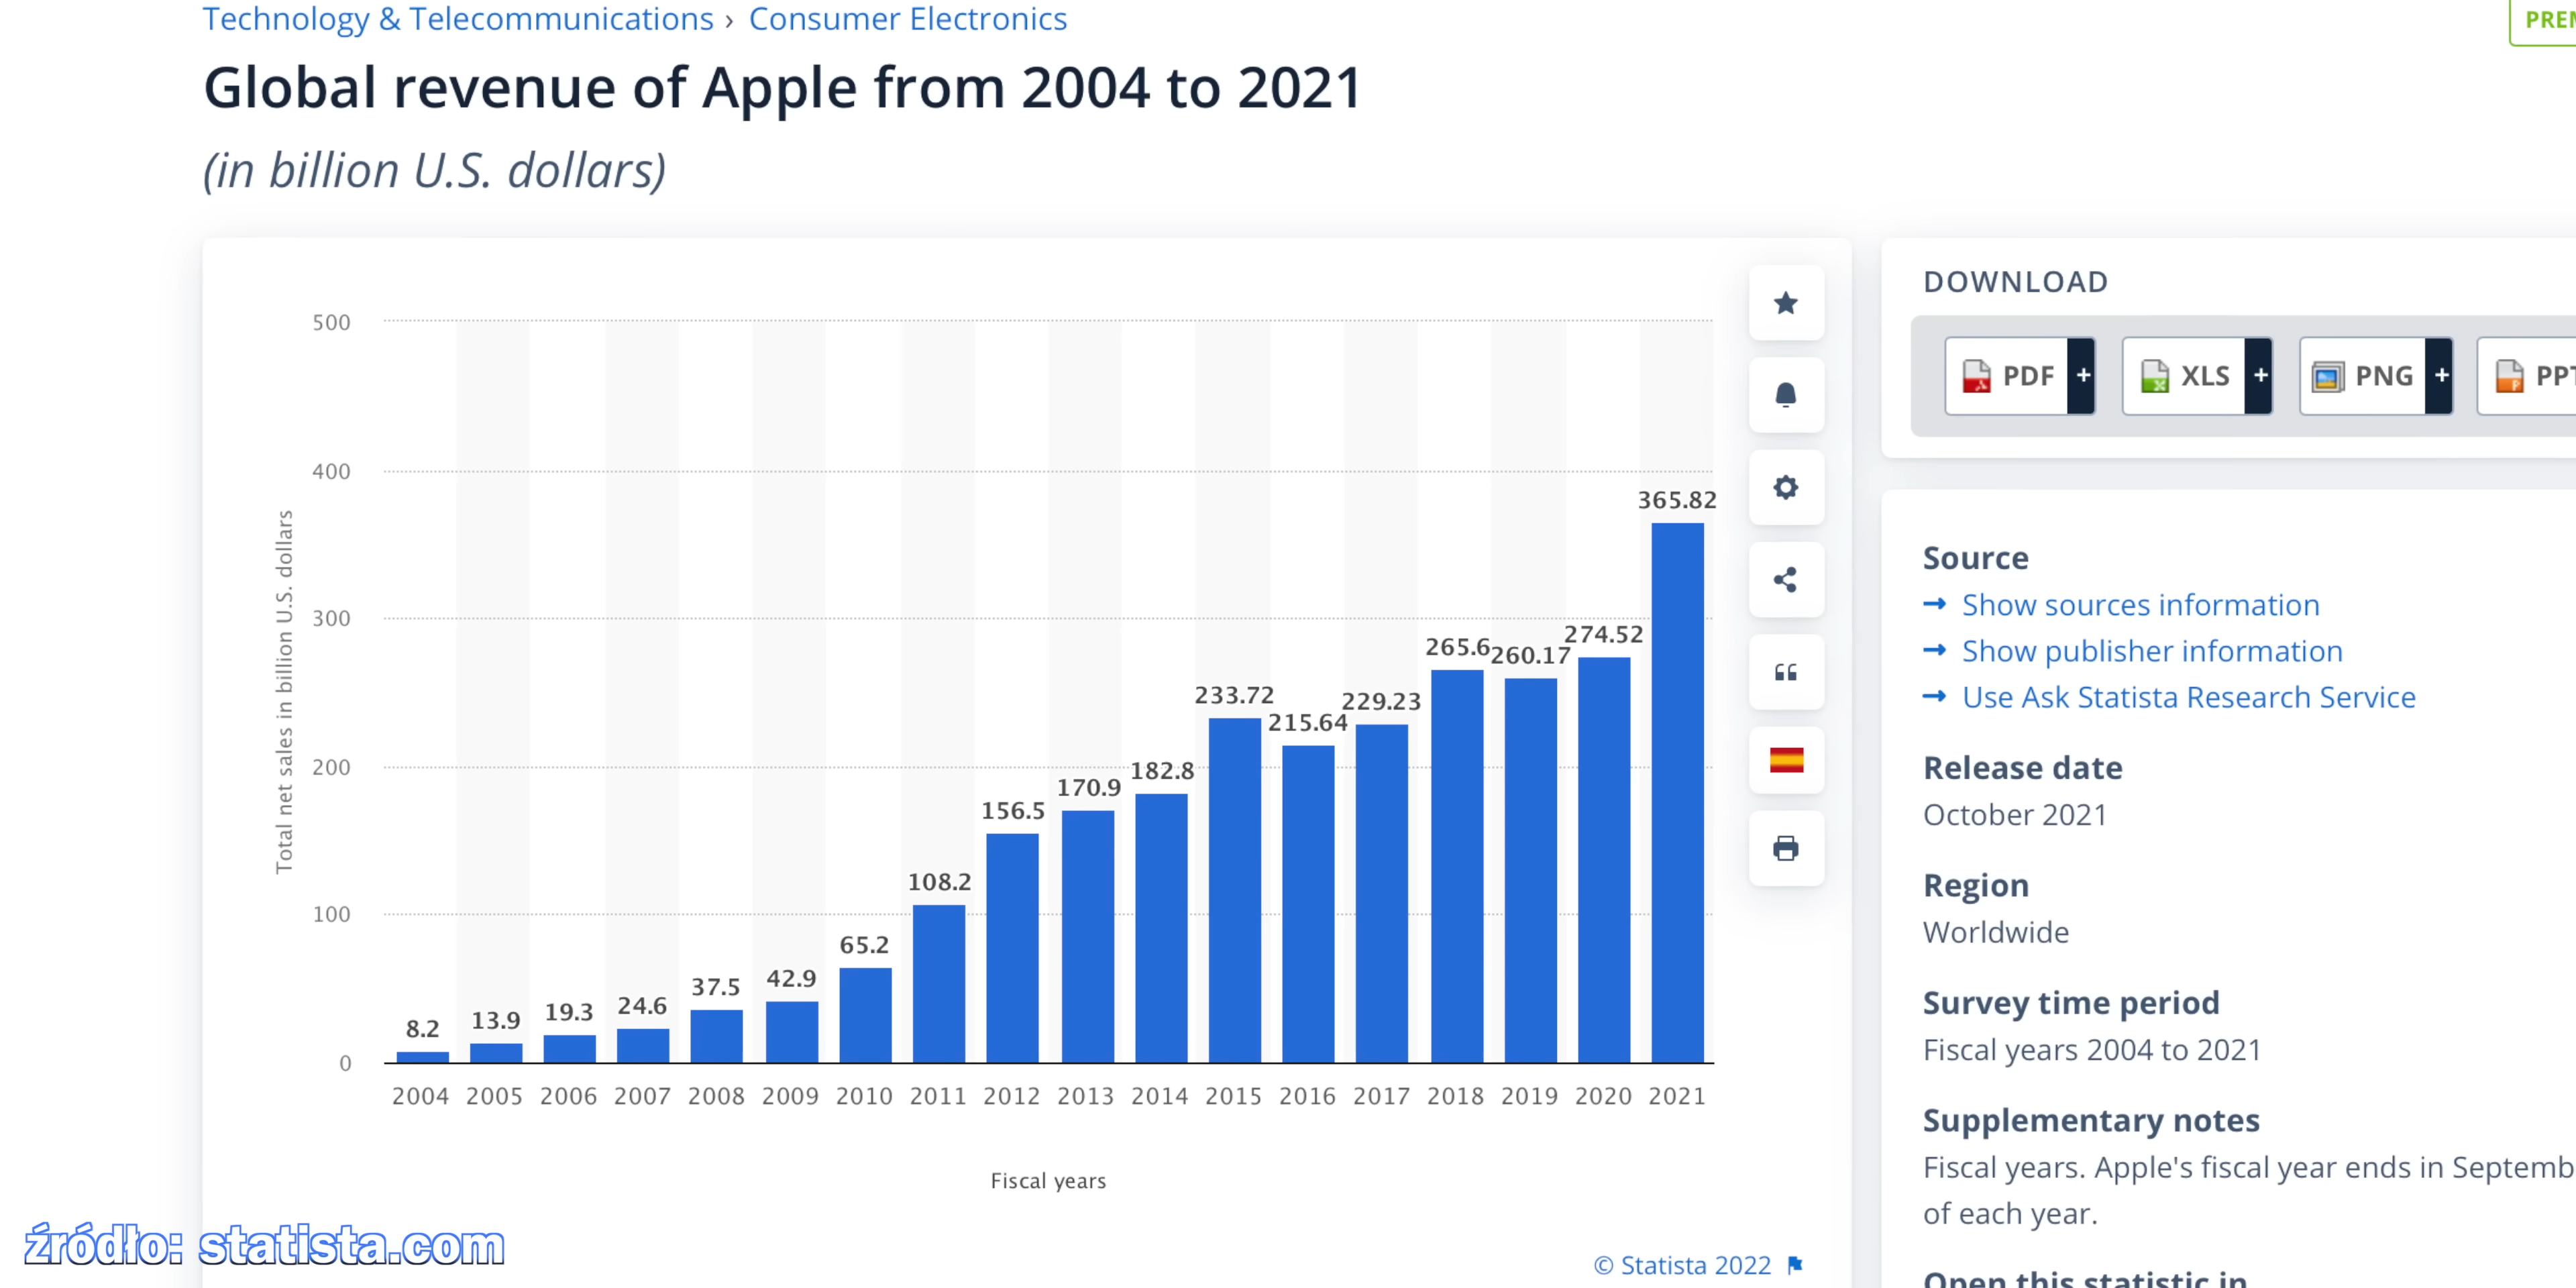 Technology & Telecommunications › Consumer Electronics
PREM
Global revenue of Apple from 2004 to 2021
(in billion U.S. dollars)
DOWNLOAD
PDF + XLS + PNG + PPT
500
400
300
200
100
0
Total net sales in billion U.S. dollars
8.2 13.9 19.3 24.6 37.5 42.9 65.2 108.2 156.5 170.9 182.8 233.72 215.64 229.23 265.6 260.17 274.52 365.82
2004 2005 2006 2007 2008 2009 2010 2011 2012 2013 2014 2015 2016 2017 2018 2019 2020 2021
Fiscal years
© Statista 2022
Source
→ Show sources information
→ Show publisher information
→ Use Ask Statista Research Service
Release date
October 2021
Region
Worldwide
Survey time period
Fiscal years 2004 to 2021
Supplementary notes
Fiscal years. Apple's fiscal year ends in Septemb
of each year.
Open this statistic in
źródło: statista.com